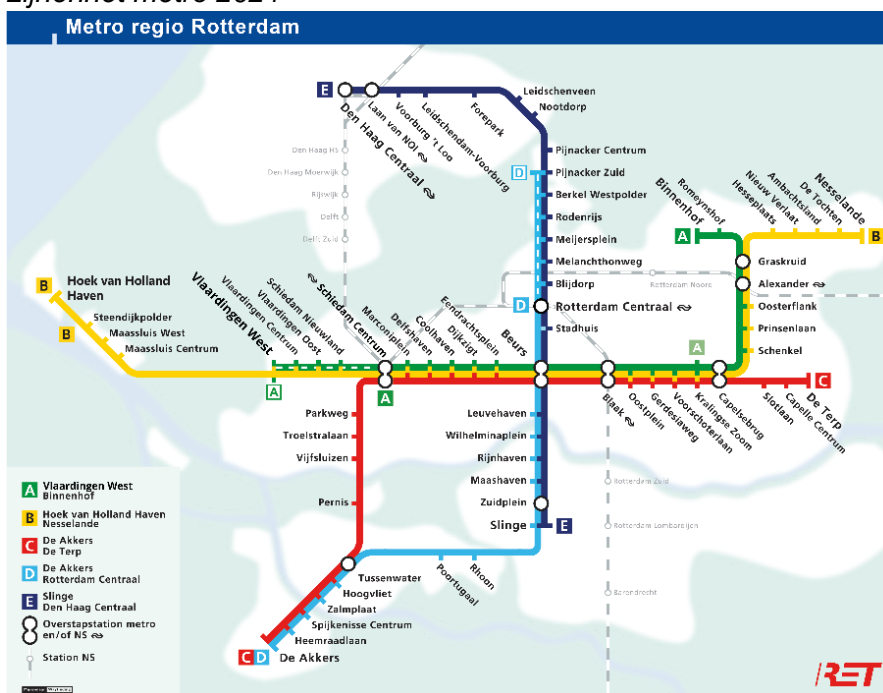 Metro regio Rotterdam
E
Den Haag Centraal
Laan van NOI
Voorburg 't Loo
Leidschendam-Voorburg
Forepark
Leidschenveen
Nootdorp
Den Haag HS
Den Haag Moerwijk
Rijswijk
Delft
Delft Zuid
Pijnacker Centrum
D
Pijnacker Zuid
Berkel Westpolder
Rodenrijs
Meijersplein
Melanchthonweg
Blijdorp
D
Rotterdam Centraal
Stadhuis
Rotterdam Noord
A
Binnenhof
Romeynshof
Hesseplaats
Nieuw Verlaat
Ambachtsland
De Tochten
Nesselande
B
Graskruid
Alexander
Oosterflank
Prinsenlaan
Schenkel
B
Hoek van Holland
Haven
B
Steendijkpolder
Maassluis West
Maassluis Centrum
Vlaardingen West
Vlaardingen Centrum
Vlaardingen Oost
Schiedam Nieuwland
Schiedam Centrum
Marconiplein
Delfshaven
Coolhaven
Dijkzigt
Eendrachtsplein
Beurs
A
A
A
Blaak
Oostplein
Gerdesiaweg
Voorschoterlaan
Kralingse Zoom
Capelsebrug
Slotlaan
Capelle Centrum
De Terp
C
Parkweg
Troelstralaan
Vijfsluizen
Pernis
Leuvehaven
Wilhelminaplein
Rijnhaven
Maashaven
Zuidplein
Slinge
E
Rotterdam Zuid
Rotterdam Lombardijen
Barendrecht
Tussenwater
Hoogvliet
Zalmplaat
Spijkenisse Centrum
Heemraadlaan
C D De Akkers
Poortugaal
Rhoon
A Vlaardingen West
Binnenhof
B Hoek van Holland Haven
Nesselande
C De Akkers
De Terp
D De Akkers
Rotterdam Centraal
E Slinge
Den Haag Centraal
Overstapstation metro
en/of NS
Station NS
RET